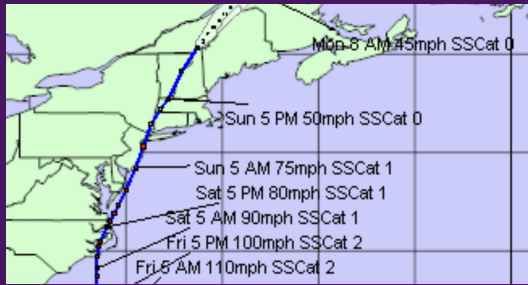 Mon 8 AM 45mph SSCat 0
Sun 5 PM 50mph SSCat 0
Sun 5 AM 75mph SSCat 1
Sat 5 PM 80mph SSCat 1
Sat 5 AM 90mph SSCat 1
Fri 5 PM 100mph SSCat 2
Fri 5 AM 110mph SSCat 2